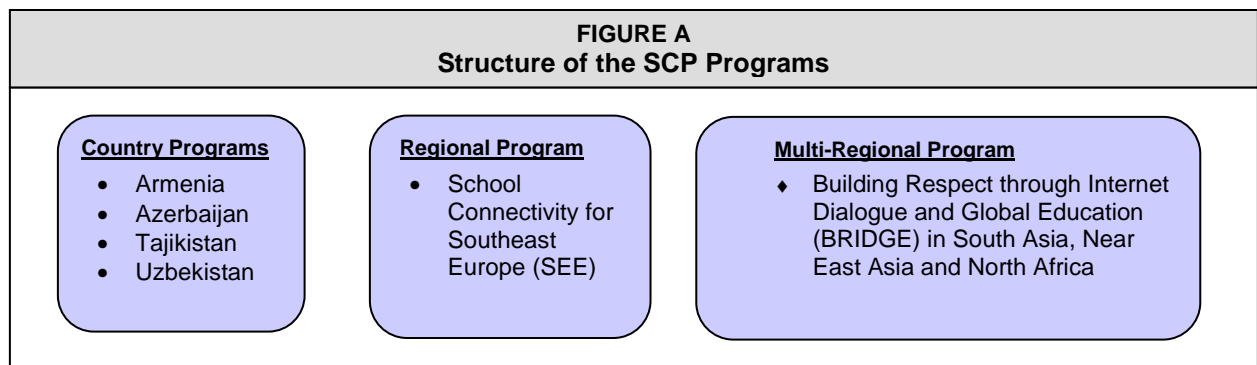 FIGURE A
Structure of the SCP Programs
Country Programs
• Armenia
• Azerbaijan
• Tajikistan
• Uzbekistan
Regional Program
• School
Connectivity for
Southeast
Europe (SEE)
Multi-Regional Program
♦ Building Respect through Internet
Dialogue and Global Education
(BRIDGE) in South Asia, Near
East Asia and North Africa